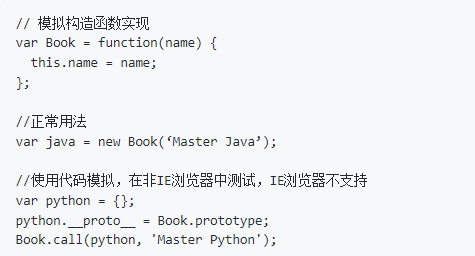 // 模拟构造函数实现
var Book = function(name) {
  this.name = name;
};

//正常用法
var java = new Book(‘Master Java’);

//使用代码模拟，在非IE浏览器中测试，IE浏览器不支持
var python = {};
python.__proto__ = Book.prototype;
Book.call(python, 'Master Python');